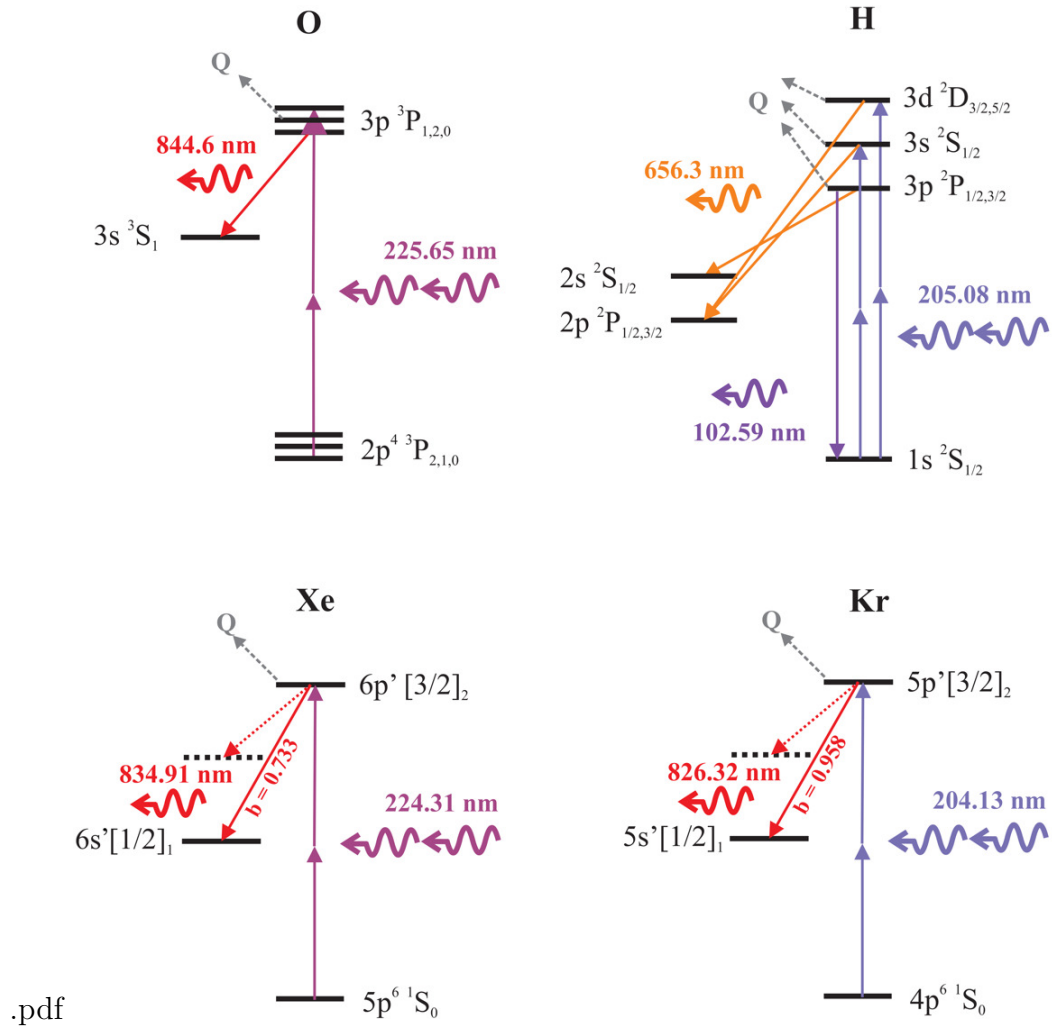 O
Q
3p ³P₁,₂,₀
844.6 nm
3s ³S₁
225.65 nm
2p⁴ ³P₂,₁,₀
H
Q
3d ²D₃/₂,₅/₂
3s ²S₁/₂
656.3 nm
3p ²P₁/₂,₃/₂
2s ²S₁/₂
2p ²P₁/₂,₃/₂
205.08 nm
102.59 nm
1s ²S₁/₂
Xe
Q
6p' [3/2]₂
834.91 nm
b = 0.733
224.31 nm
6s'[1/2]₁
5p⁶ ¹S₀
Kr
Q
5p'[3/2]₂
826.32 nm
b = 0.958
204.13 nm
5s'[1/2]₁
4p⁶ ¹S₀
.pdf